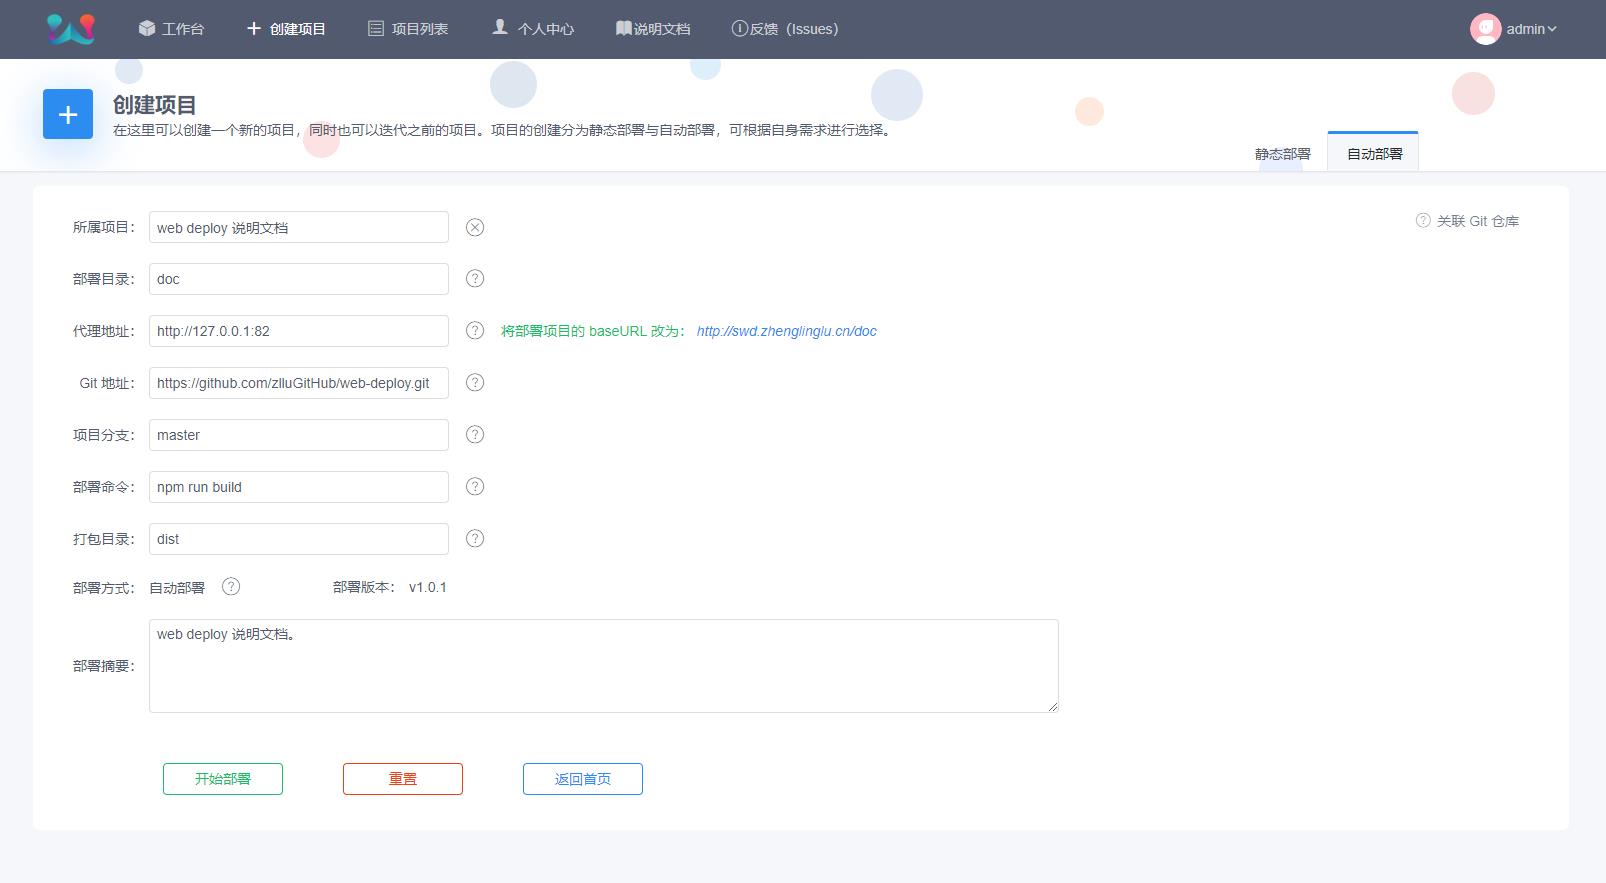 工作台 创建项目 项目列表 个人中心 说明文档 反馈（Issues） admin
创建项目
在这里可以创建一个新的项目，同时也可以迭代之前的项目。项目的创建分为静态部署与自动部署，可根据自身需求进行选择。
静态部署 自动部署
所属项目： web deploy 说明文档 关联 Git 仓库
部署目录： doc
代理地址： http://127.0.0.1:82 将部署项目的 baseURL 改为： http://swd.zhenglinglu.cn/doc
Git 地址： https://github.com/zlluGitHub/web-deploy.git
项目分支： master
部署命令： npm run build
打包目录： dist
部署方式： 自动部署 部署版本： v1.0.1
部署摘要： web deploy 说明文档。
开始部署 重置 返回首页